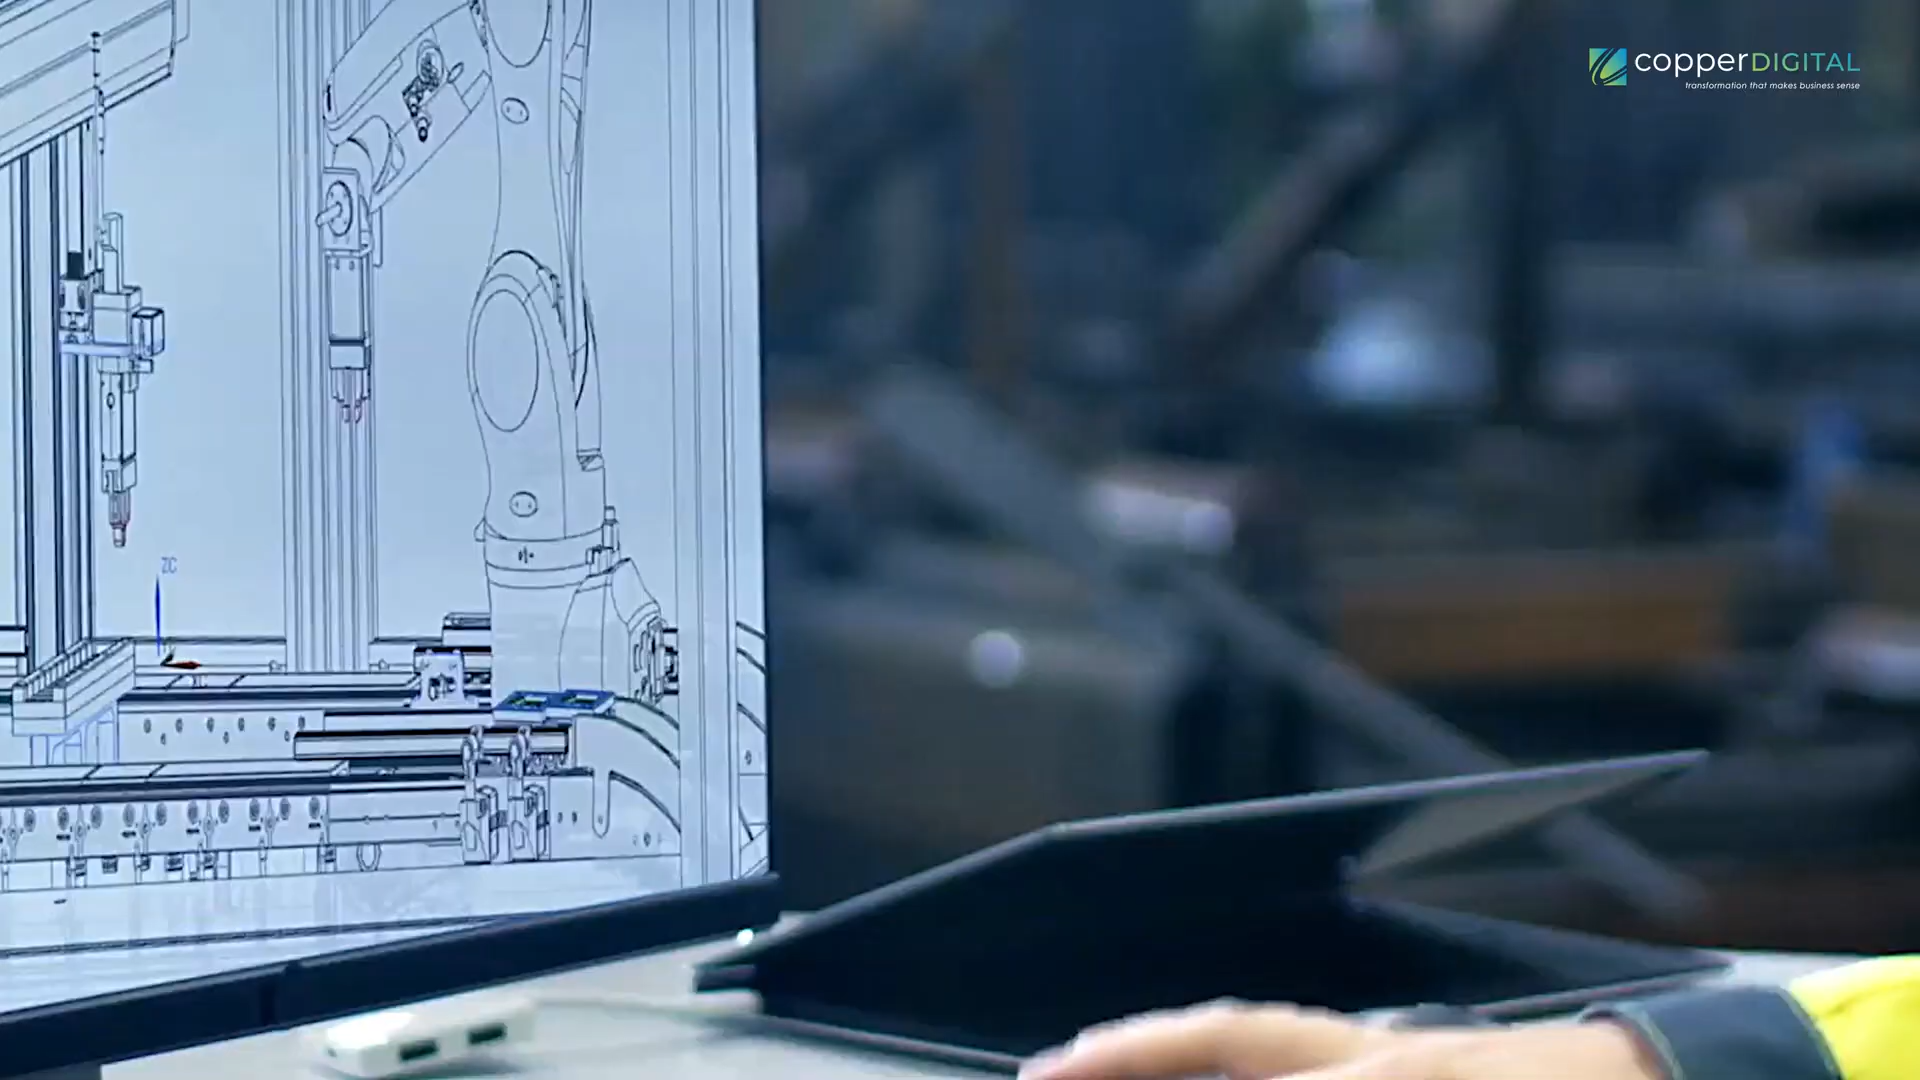 copperDIGITAL
transformation that makes business sense
ZC